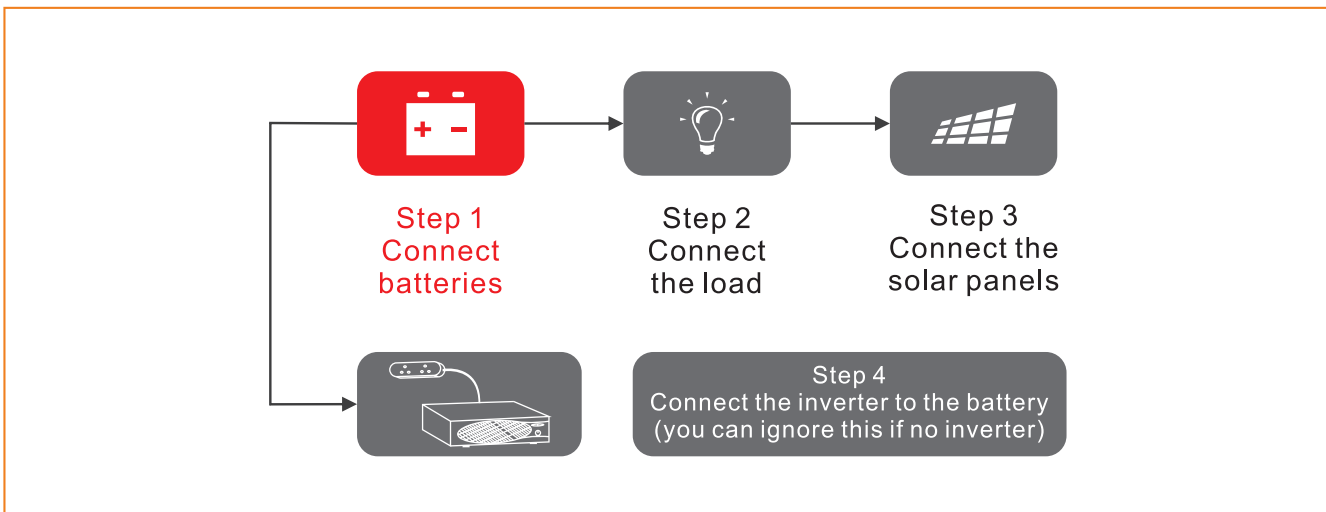 Step 1
Connect
batteries
Step 2
Connect
the load
Step 3
Connect the
solar panels
Step 4
Connect the inverter to the battery
(you can ignore this if no inverter)